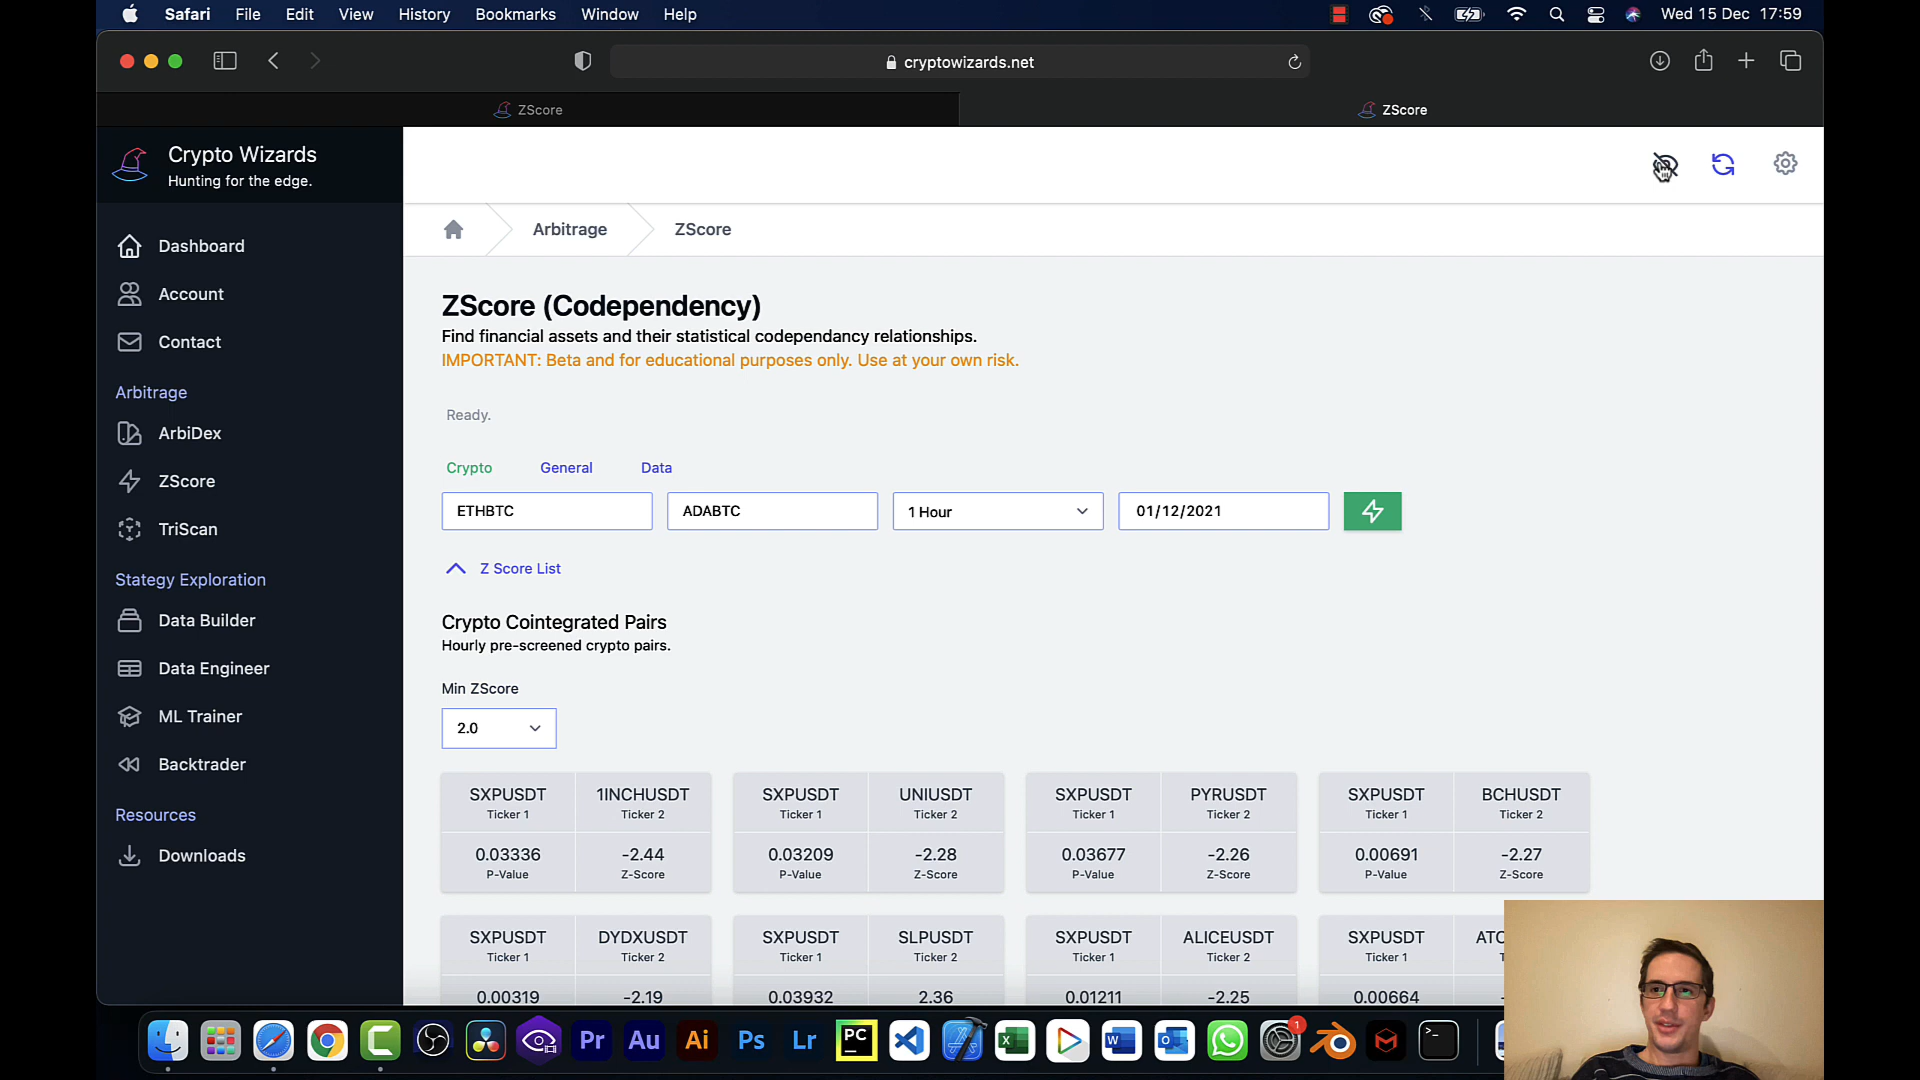 Safari File Edit View History Bookmarks Window Help Wed 15 Dec 17:59
cryptowizards.net
ZScore ZScore
Crypto Wizards
Hunting for the edge.
Dashboard
Account
Contact
Arbitrage
ArbiDex
ZScore
TriScan
Stategy Exploration
Data Builder
Data Engineer
ML Trainer
Backtrader
Resources
Downloads
Arbitrage ZScore
ZScore (Codependency)
Find financial assets and their statistical codependancy relationships.
IMPORTANT: Beta and for educational purposes only. Use at your own risk.
Ready.
Crypto General Data
ETHBTC ADABTC 1 Hour 01/12/2021
Z Score List
Crypto Cointegrated Pairs
Hourly pre-screened crypto pairs.
Min ZScore
2.0
SXPUSDT 1INCHUSDT SXPUSDT UNIUSDT SXPUSDT PYRUSDT SXPUSDT BCHUSDT
Ticker 1 Ticker 2 Ticker 1 Ticker 2 Ticker 1 Ticker 2 Ticker 1 Ticker 2
0.03336 -2.44 0.03209 -2.28 0.03677 -2.26 0.00691 -2.27
P-Value Z-Score P-Value Z-Score P-Value Z-Score P-Value Z-Score
SXPUSDT DYDXUSDT SXPUSDT SLPUSDT SXPUSDT ALICEUSDT SXPUSDT
Ticker 1 Ticker 2 Ticker 1 Ticker 2 Ticker 1 Ticker 2 Ticker 1
0.00319 -2.19 0.03932 2.36 0.01211 -2.25 0.00664
Pr Au Ai Ps Lr PC X W O 1